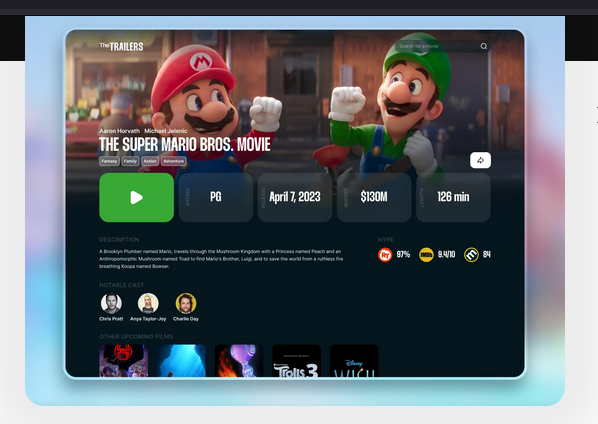 TheTRAILERS
Search for a movie
Aaron Horvath Michael Jelenic
THE SUPER MARIO BROS. MOVIE
Fantasy Family Action Adventure
RATING
PG
RELEASE
April 7, 2023
BUDGET
$130M
LENGTH
126 min
DESCRIPTION
A Brooklyn Plumber named Mario, travels through the Mushroom Kingdom with a Princess named Peach and an
Anthropomorphic Mushroom named Toad to find Mario's Brother, Luigi, and to save the world from a ruthless fire
breathing Koopa named Bowser.
HYPE
97%
IMDb
9.4/10
84
NOTABLE CAST
Chris Pratt Anya Taylor-Joy Charlie Day
OTHER UPCOMING FILMS
Trolls 3
Disney
WISH